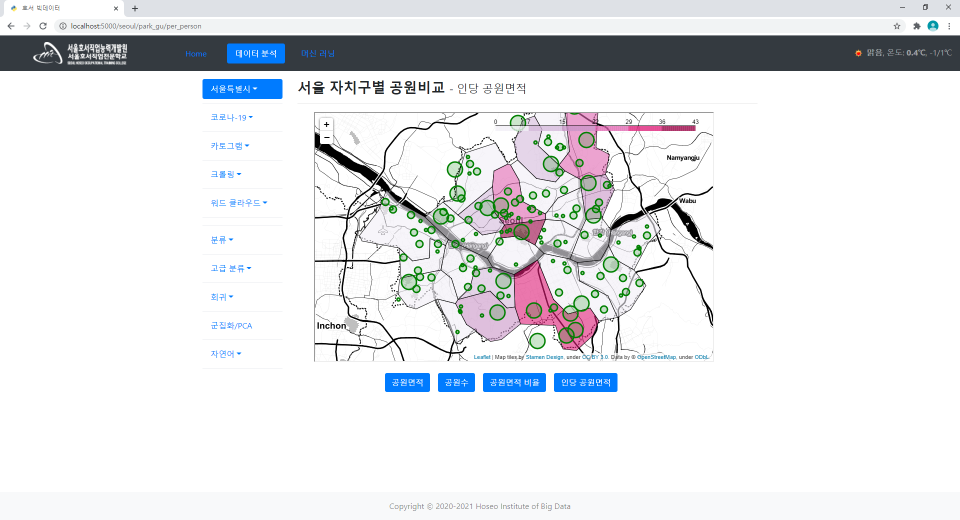 호서 빅데이터
localhost:5000/seoul/park_gu/per_person
서울호서직업능력개발원
서울호서직업전문학교
Home
데이터 분석
머신 러닝
맑음, 온도: 0.4℃, -1/1℃
서울특별시
코로나-19
카토그램
크롤링
워드 클라우드
분류
고급 분류
회귀
군집화/PCA
자연어
서울 자치구별 공원비교 - 인당 공원면적
+
−
0 7 15 22 29 36 43
Namyangju
Wabu
Inchon
Leaflet | Map tiles by Stamen Design, under CC BY 3.0. Data by © OpenStreetMap, under ODbL.
공원면적
공원수
공원면적 비율
인당 공원면적
Copyright © 2020-2021 Hoseo Institute of Big Data